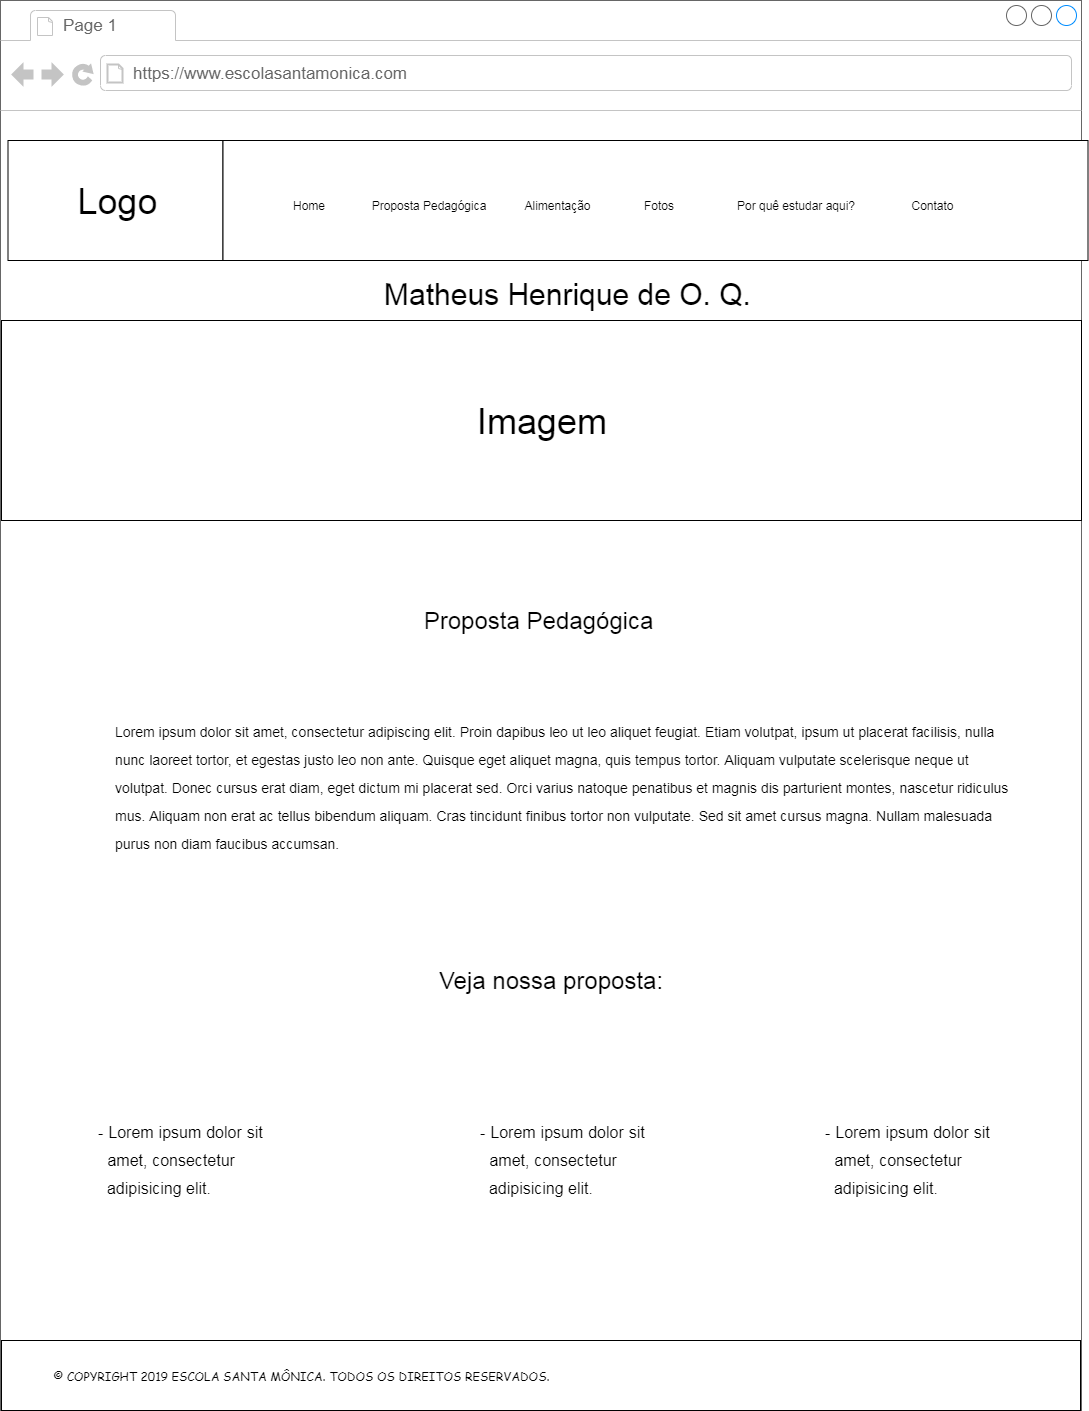 Page 1
https://www.escolasantamonica.com
Logo
Home Proposta Pedagógica Alimentação Fotos Por quê estudar aqui? Contato
Matheus Henrique de O. Q.
Imagem
Proposta Pedagógica
Lorem ipsum dolor sit amet, consectetur adipiscing elit. Proin dapibus leo ut leo aliquet feugiat. Etiam volutpat, ipsum ut placerat facilisis, nulla
nunc laoreet tortor, et egestas justo leo non ante. Quisque eget aliquet magna, quis tempus tortor. Aliquam vulputate scelerisque neque ut
volutpat. Donec cursus erat diam, eget dictum mi placerat sed. Orci varius natoque penatibus et magnis dis parturient montes, nascetur ridiculus
mus. Aliquam non erat ac tellus bibendum aliquam. Cras tincidunt finibus tortor non vulputate. Sed sit amet cursus magna. Nullam malesuada
purus non diam faucibus accumsan.
Veja nossa proposta:
- Lorem ipsum dolor sit
amet, consectetur
adipisicing elit.
- Lorem ipsum dolor sit
amet, consectetur
adipisicing elit.
- Lorem ipsum dolor sit
amet, consectetur
adipisicing elit.
© COPYRIGHT 2019 ESCOLA SANTA MÔNICA. TODOS OS DIREITOS RESERVADOS.